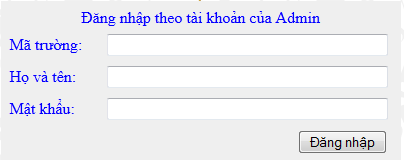 Đăng nhập theo tài khoản của Admin
Mã trường:
Họ và tên:
Mật khẩu:
Đăng nhập